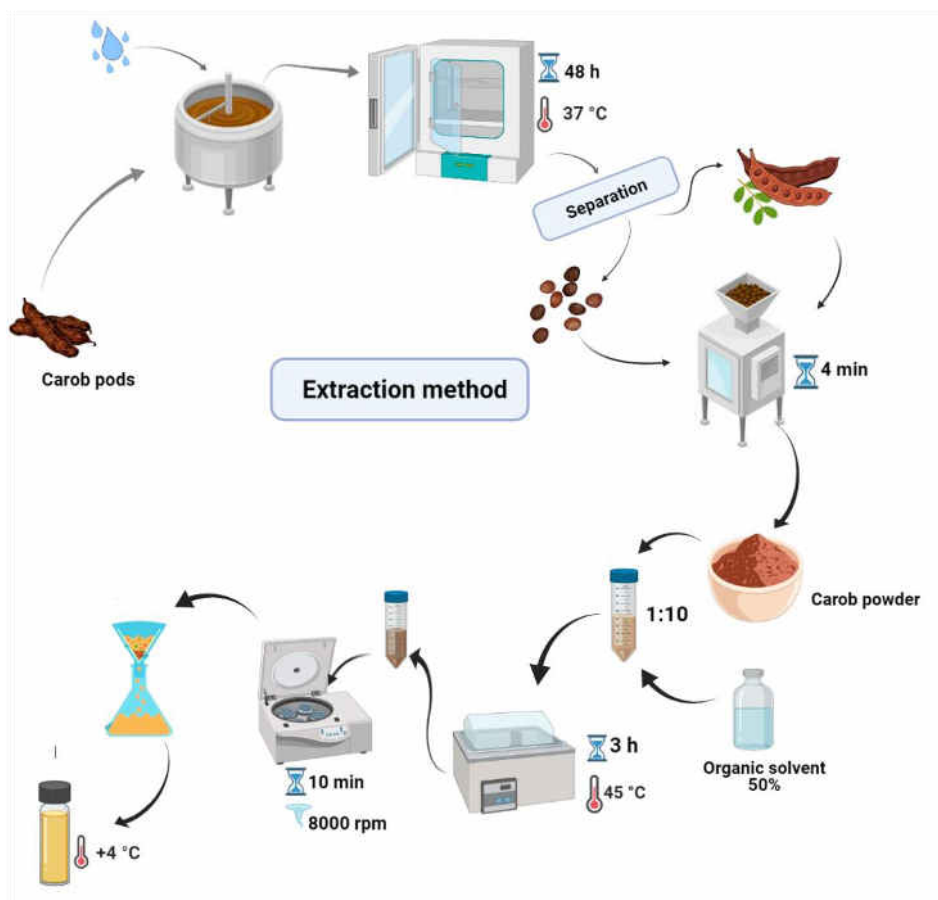 48 h
37 °C
Separation
Carob pods
4 min
Extraction method
Carob powder
1:10
Organic solvent
50%
3 h
45 °C
10 min
8000 rpm
+4 °C